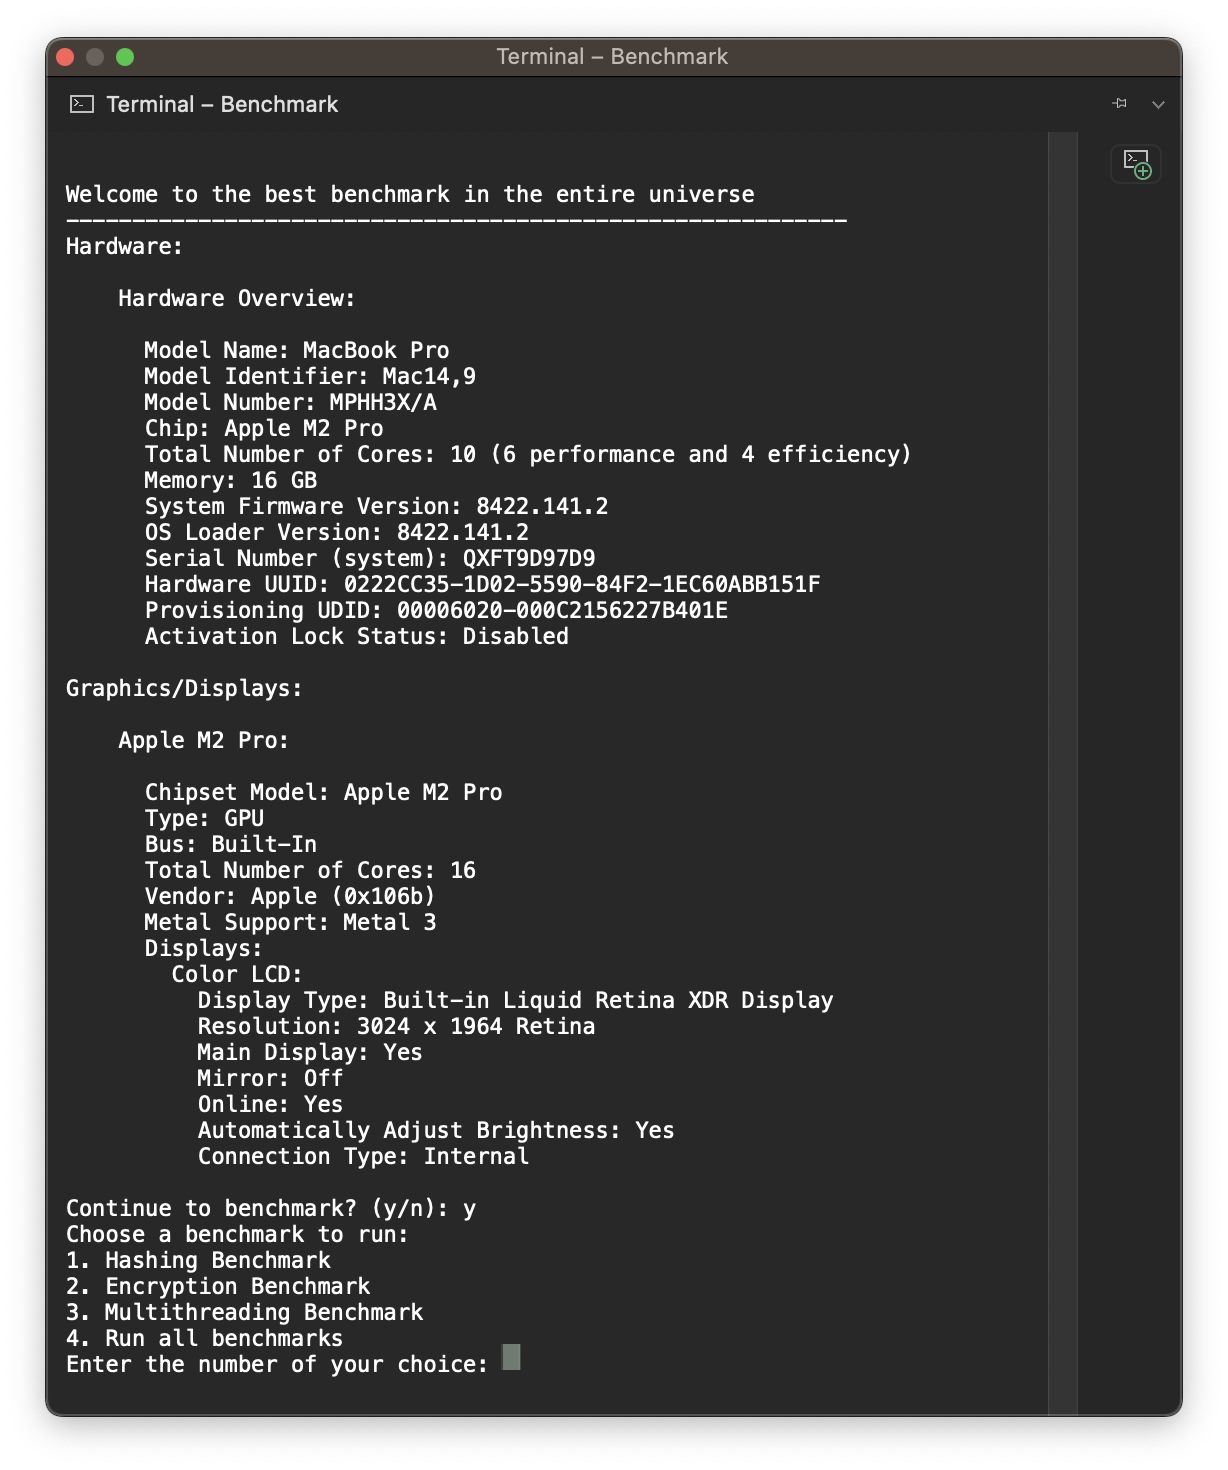 Terminal – Benchmark
Terminal – Benchmark
Welcome to the best benchmark in the entire universe
-----------------------------------------------------------
Hardware:
Hardware Overview:
Model Name: MacBook Pro
Model Identifier: Mac14,9
Model Number: MPHH3X/A
Chip: Apple M2 Pro
Total Number of Cores: 10 (6 performance and 4 efficiency)
Memory: 16 GB
System Firmware Version: 8422.141.2
OS Loader Version: 8422.141.2
Serial Number (system): QXFT9D97D9
Hardware UUID: 0222CC35-1D02-5590-84F2-1EC60ABB151F
Provisioning UDID: 00006020-000C2156227B401E
Activation Lock Status: Disabled
Graphics/Displays:
Apple M2 Pro:
Chipset Model: Apple M2 Pro
Type: GPU
Bus: Built-In
Total Number of Cores: 16
Vendor: Apple (0x106b)
Metal Support: Metal 3
Displays:
Color LCD:
Display Type: Built-in Liquid Retina XDR Display
Resolution: 3024 x 1964 Retina
Main Display: Yes
Mirror: Off
Online: Yes
Automatically Adjust Brightness: Yes
Connection Type: Internal
Continue to benchmark? (y/n): y
Choose a benchmark to run:
1. Hashing Benchmark
2. Encryption Benchmark
3. Multithreading Benchmark
4. Run all benchmarks
Enter the number of your choice: